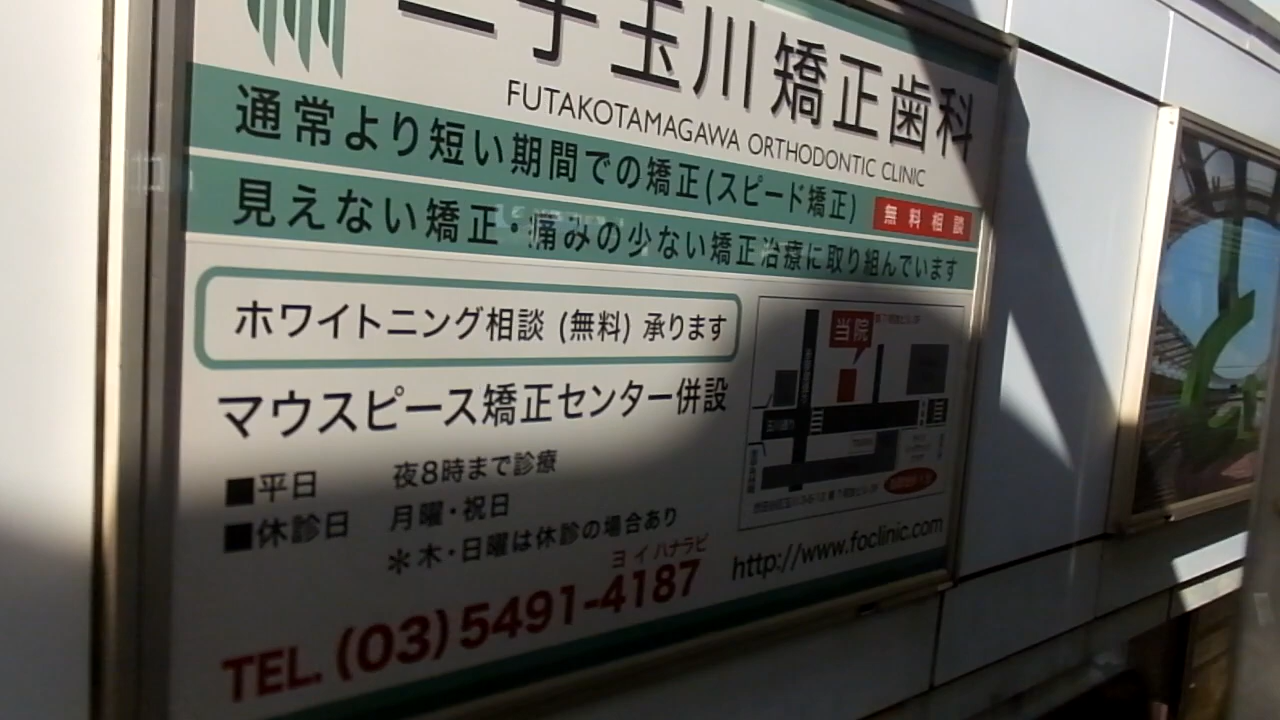 二子玉川矯正歯科
FUTAKOTAMAGAWA ORTHODONTIC CLINIC
通常より短い期間での矯正(スピード矯正)
無料相談
見えない矯正・痛みの少ない矯正治療に取り組んでいます
ホワイトニング相談 (無料) 承ります
マウスピース矯正センター併設
当院
■平日 夜8時まで診療
■休診日 月曜・祝日
＊木・日曜は休診の場合あり
ヨイハナラビ
TEL. (03) 5491-4187
http://www.foclinic.com